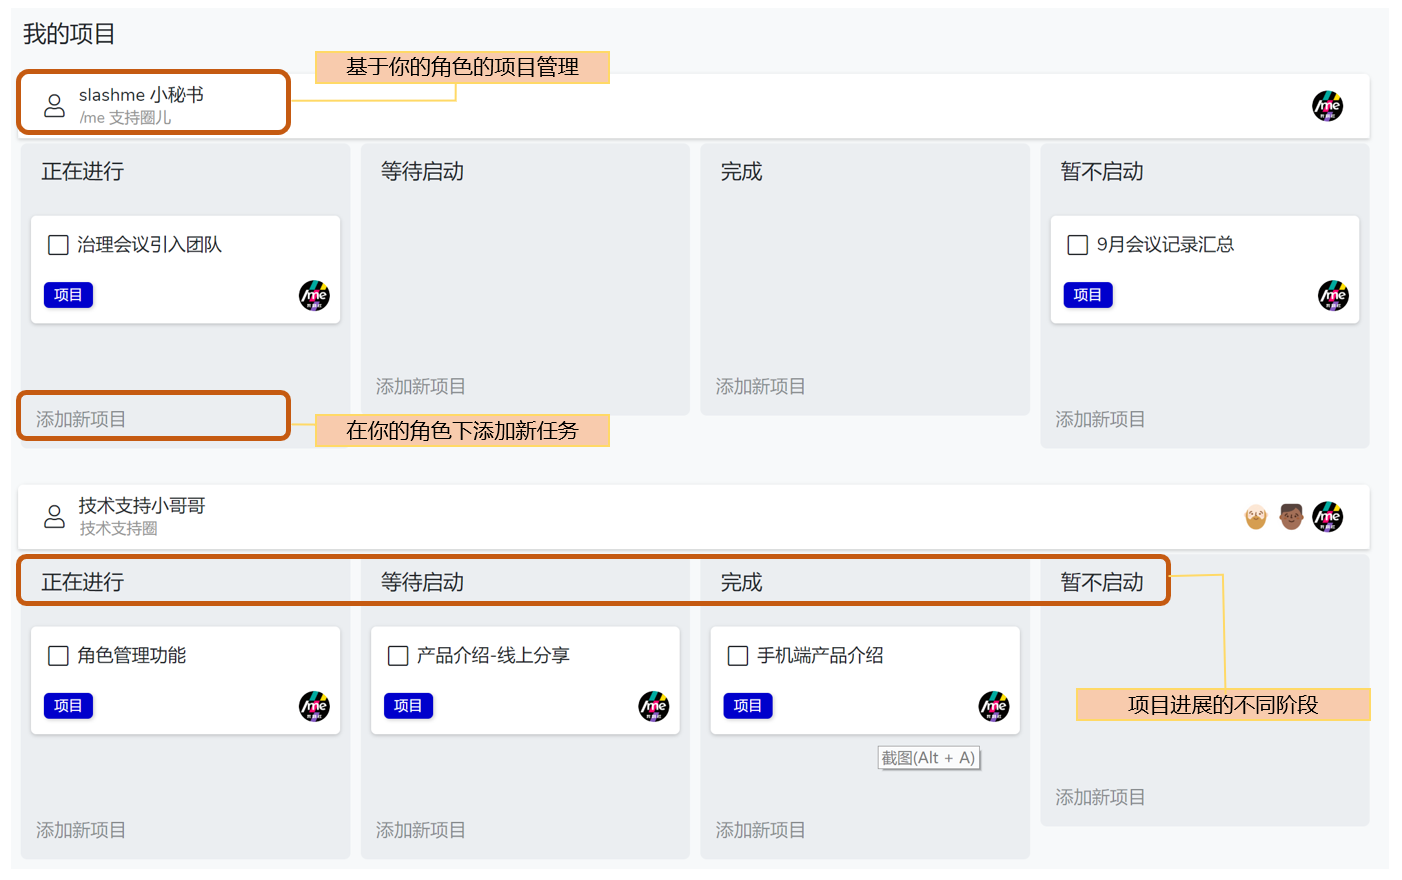 我的项目
基于你的角色的项目管理
slashme 小秘书
/me 支持圈儿
/me
正在进行
等待启动
完成
暂不启动
治理会议引入团队
项目
/me
9月会议记录汇总
项目
/me
添加新项目
添加新项目
添加新项目
添加新项目
在你的角色下添加新任务
技术支持小哥哥
技术支持圈
/me
正在进行
等待启动
完成
暂不启动
角色管理功能
项目
/me
产品介绍-线上分享
项目
/me
手机端产品介绍
项目
/me
项目进展的不同阶段
截图(Alt + A)
添加新项目
添加新项目
添加新项目
添加新项目